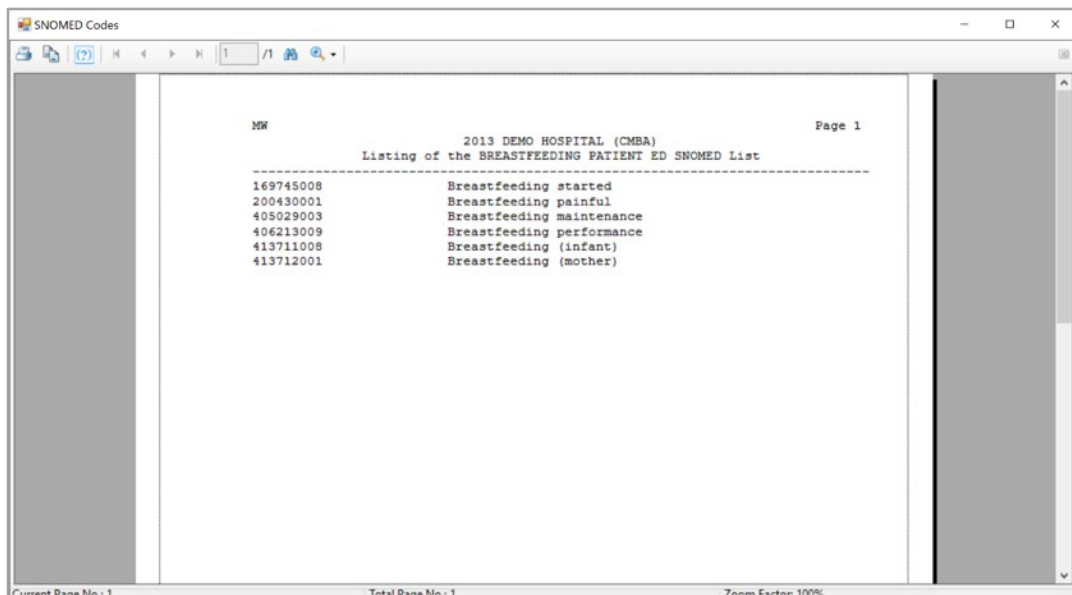 SNOMED Codes
1 /1
MW Page 1
2013 DEMO HOSPITAL (CMBA)
Listing of the BREASTFEEDING PATIENT ED SNOMED List
--------------------------------------------------------------------------------
169745008 Breastfeeding started
200430001 Breastfeeding painful
405029003 Breastfeeding maintenance
406213009 Breastfeeding performance
413711008 Breastfeeding (infant)
413712001 Breastfeeding (mother)
Current Page No.: 1 Total Page No.: 1 Zoom Factor: 100%